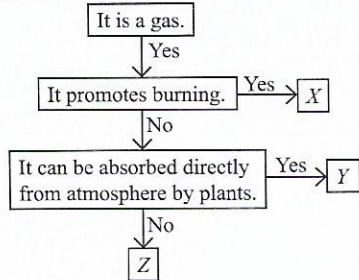 It is a gas.
Yes
It promotes burning.
Yes
X
No
It can be absorbed directly
from atmosphere by plants.
Yes
Y
No
Z